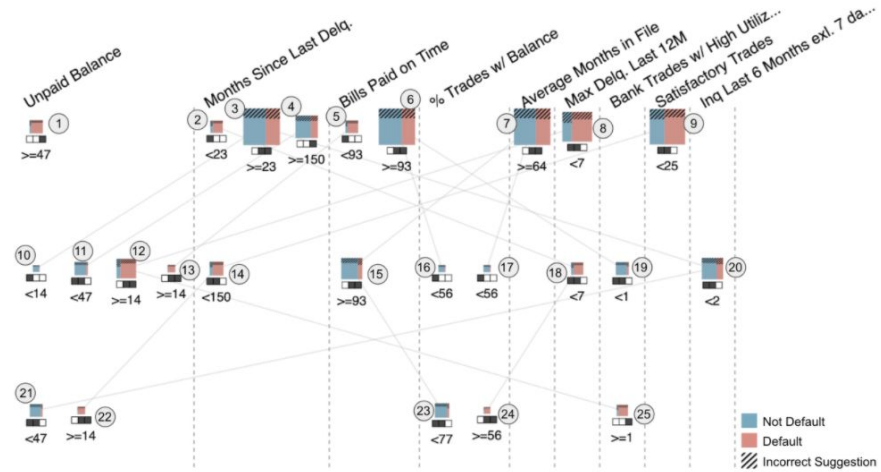 Unpaid Balance
Months Since Last Delq.
Bills Paid on Time
% Trades w/ Balance
Average Months in File
Max Delq. Last 12M
Bank Trades w/ High Utiliz...
Satisfactory Trades
Inq Last 6 Months exl. 7 da...
1 2 3 4 5 6 7 8 9
>=47 <23 >=23 >=150 <93 >=93 >=64 <7 <25
10 11 12 13 14 15 16 17 18 19 20
<14 <47 >=14 >=14 <150 >=93 <56 <56 <7 <1 <2
21 22 23 24 25
<47 >=14 <77 >=56 >=1
Not Default
Default
Incorrect Suggestion